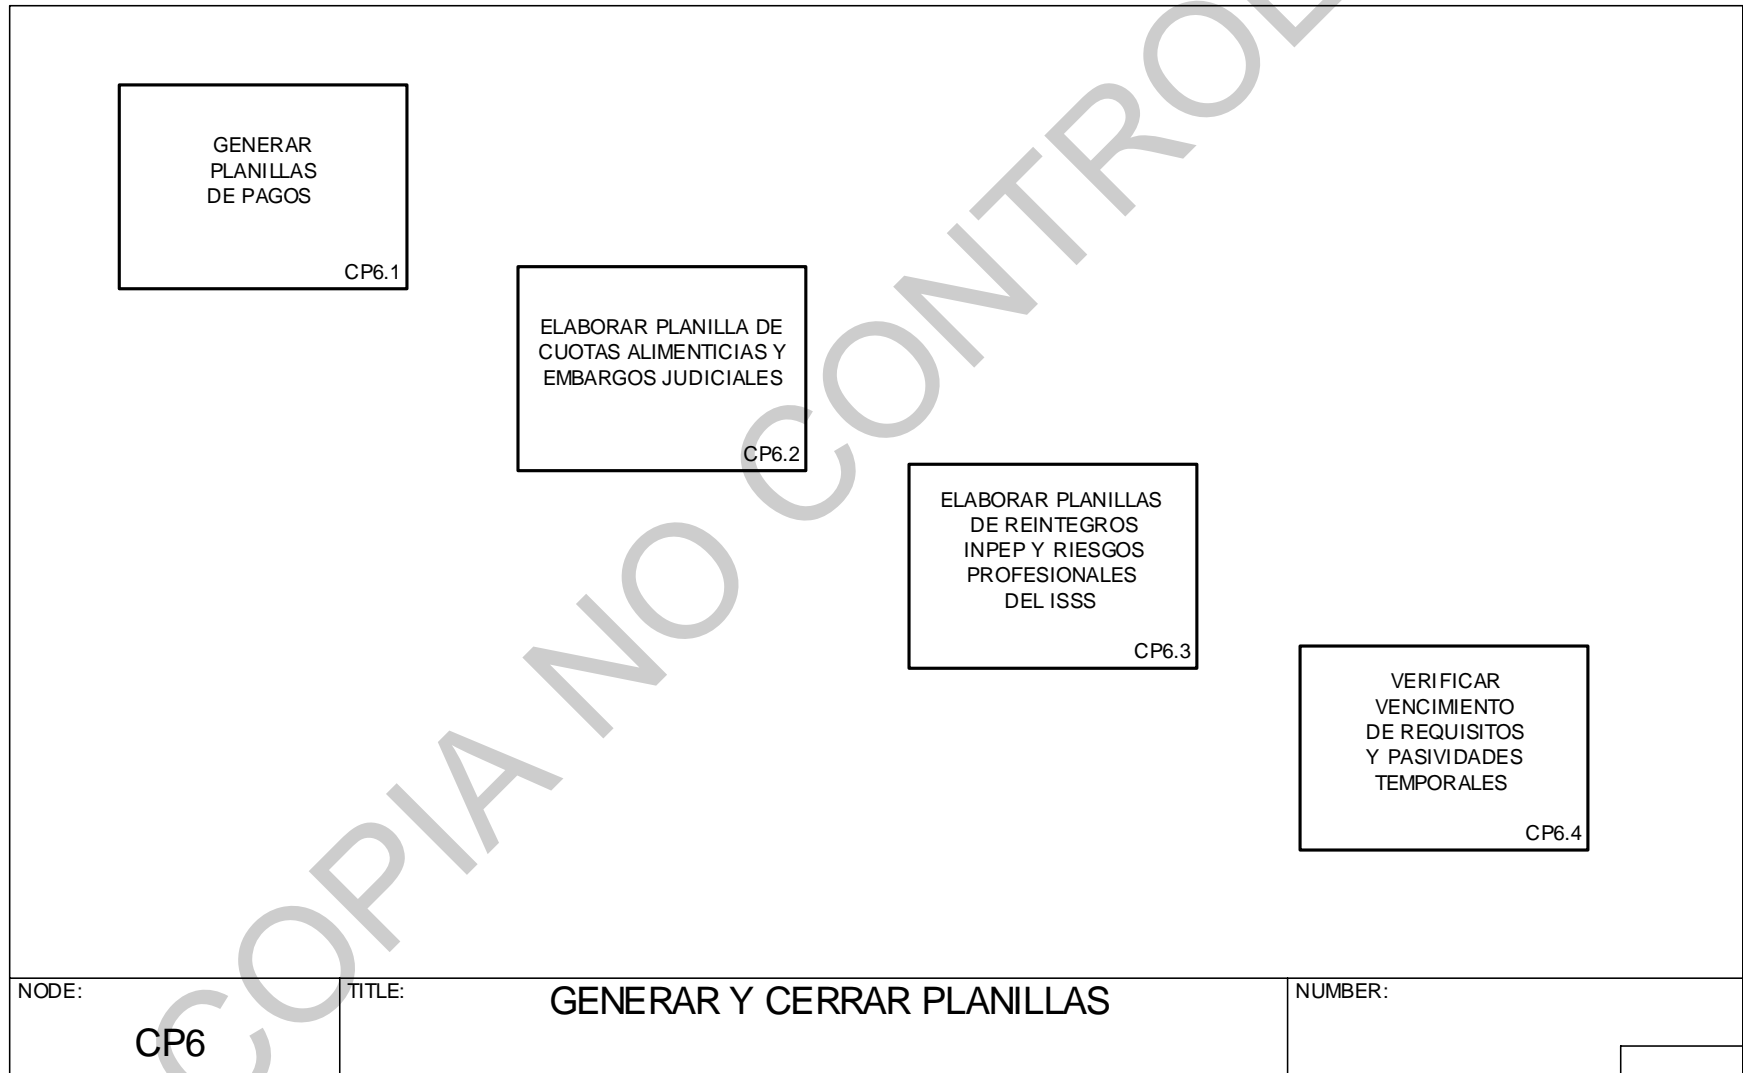 GENERAR
PLANILLAS
DE PAGOS
CP6.1
ELABORAR PLANILLA DE
CUOTAS ALIMENTICIAS Y
EMBARGOS JUDICIALES
CP6.2
ELABORAR PLANILLAS
DE REINTEGROS
INPEP Y RIESGOS
PROFESIONALES
DEL ISSS
CP6.3
VERIFICAR
VENCIMIENTO
DE REQUISITOS
Y PASIVIDADES
TEMPORALES
CP6.4
COPIA NO CONTROL
NODE:
CP6
TITLE:
GENERAR Y CERRAR PLANILLAS
NUMBER: